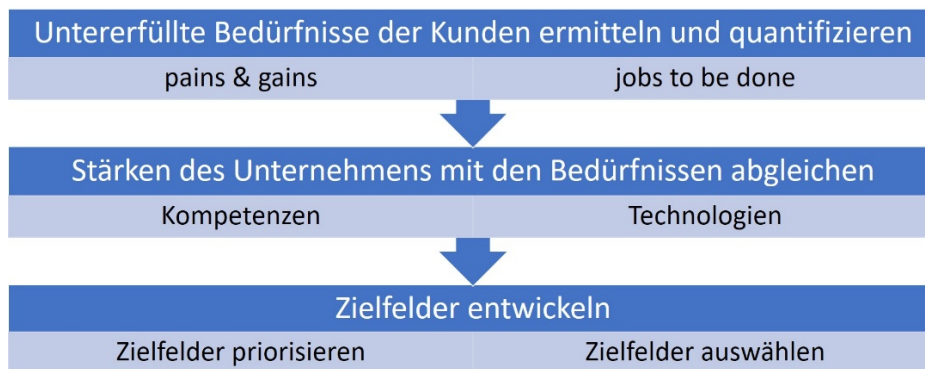 Untererfüllte Bedürfnisse der Kunden ermitteln und quantifizieren
pains & gains
jobs to be done
Stärken des Unternehmens mit den Bedürfnissen abgleichen
Kompetenzen
Technologien
Zielfelder entwickeln
Zielfelder priorisieren
Zielfelder auswählen